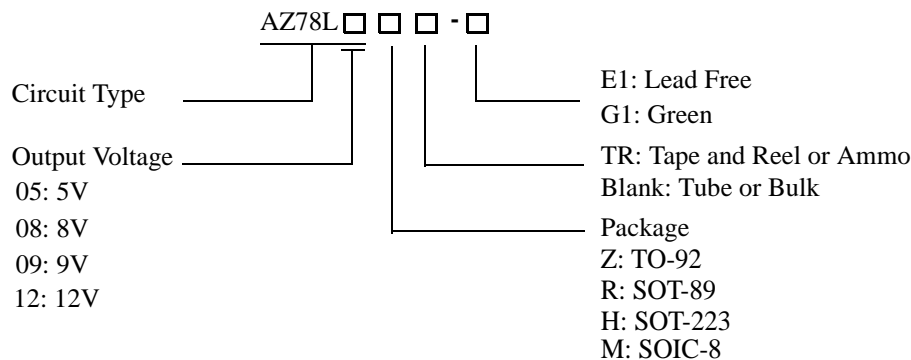 AZ78L□ □ □ - □
Circuit Type
Output Voltage
05: 5V
08: 8V
09: 9V
12: 12V
E1: Lead Free
G1: Green
TR: Tape and Reel or Ammo
Blank: Tube or Bulk
Package
Z: TO-92
R: SOT-89
H: SOT-223
M: SOIC-8